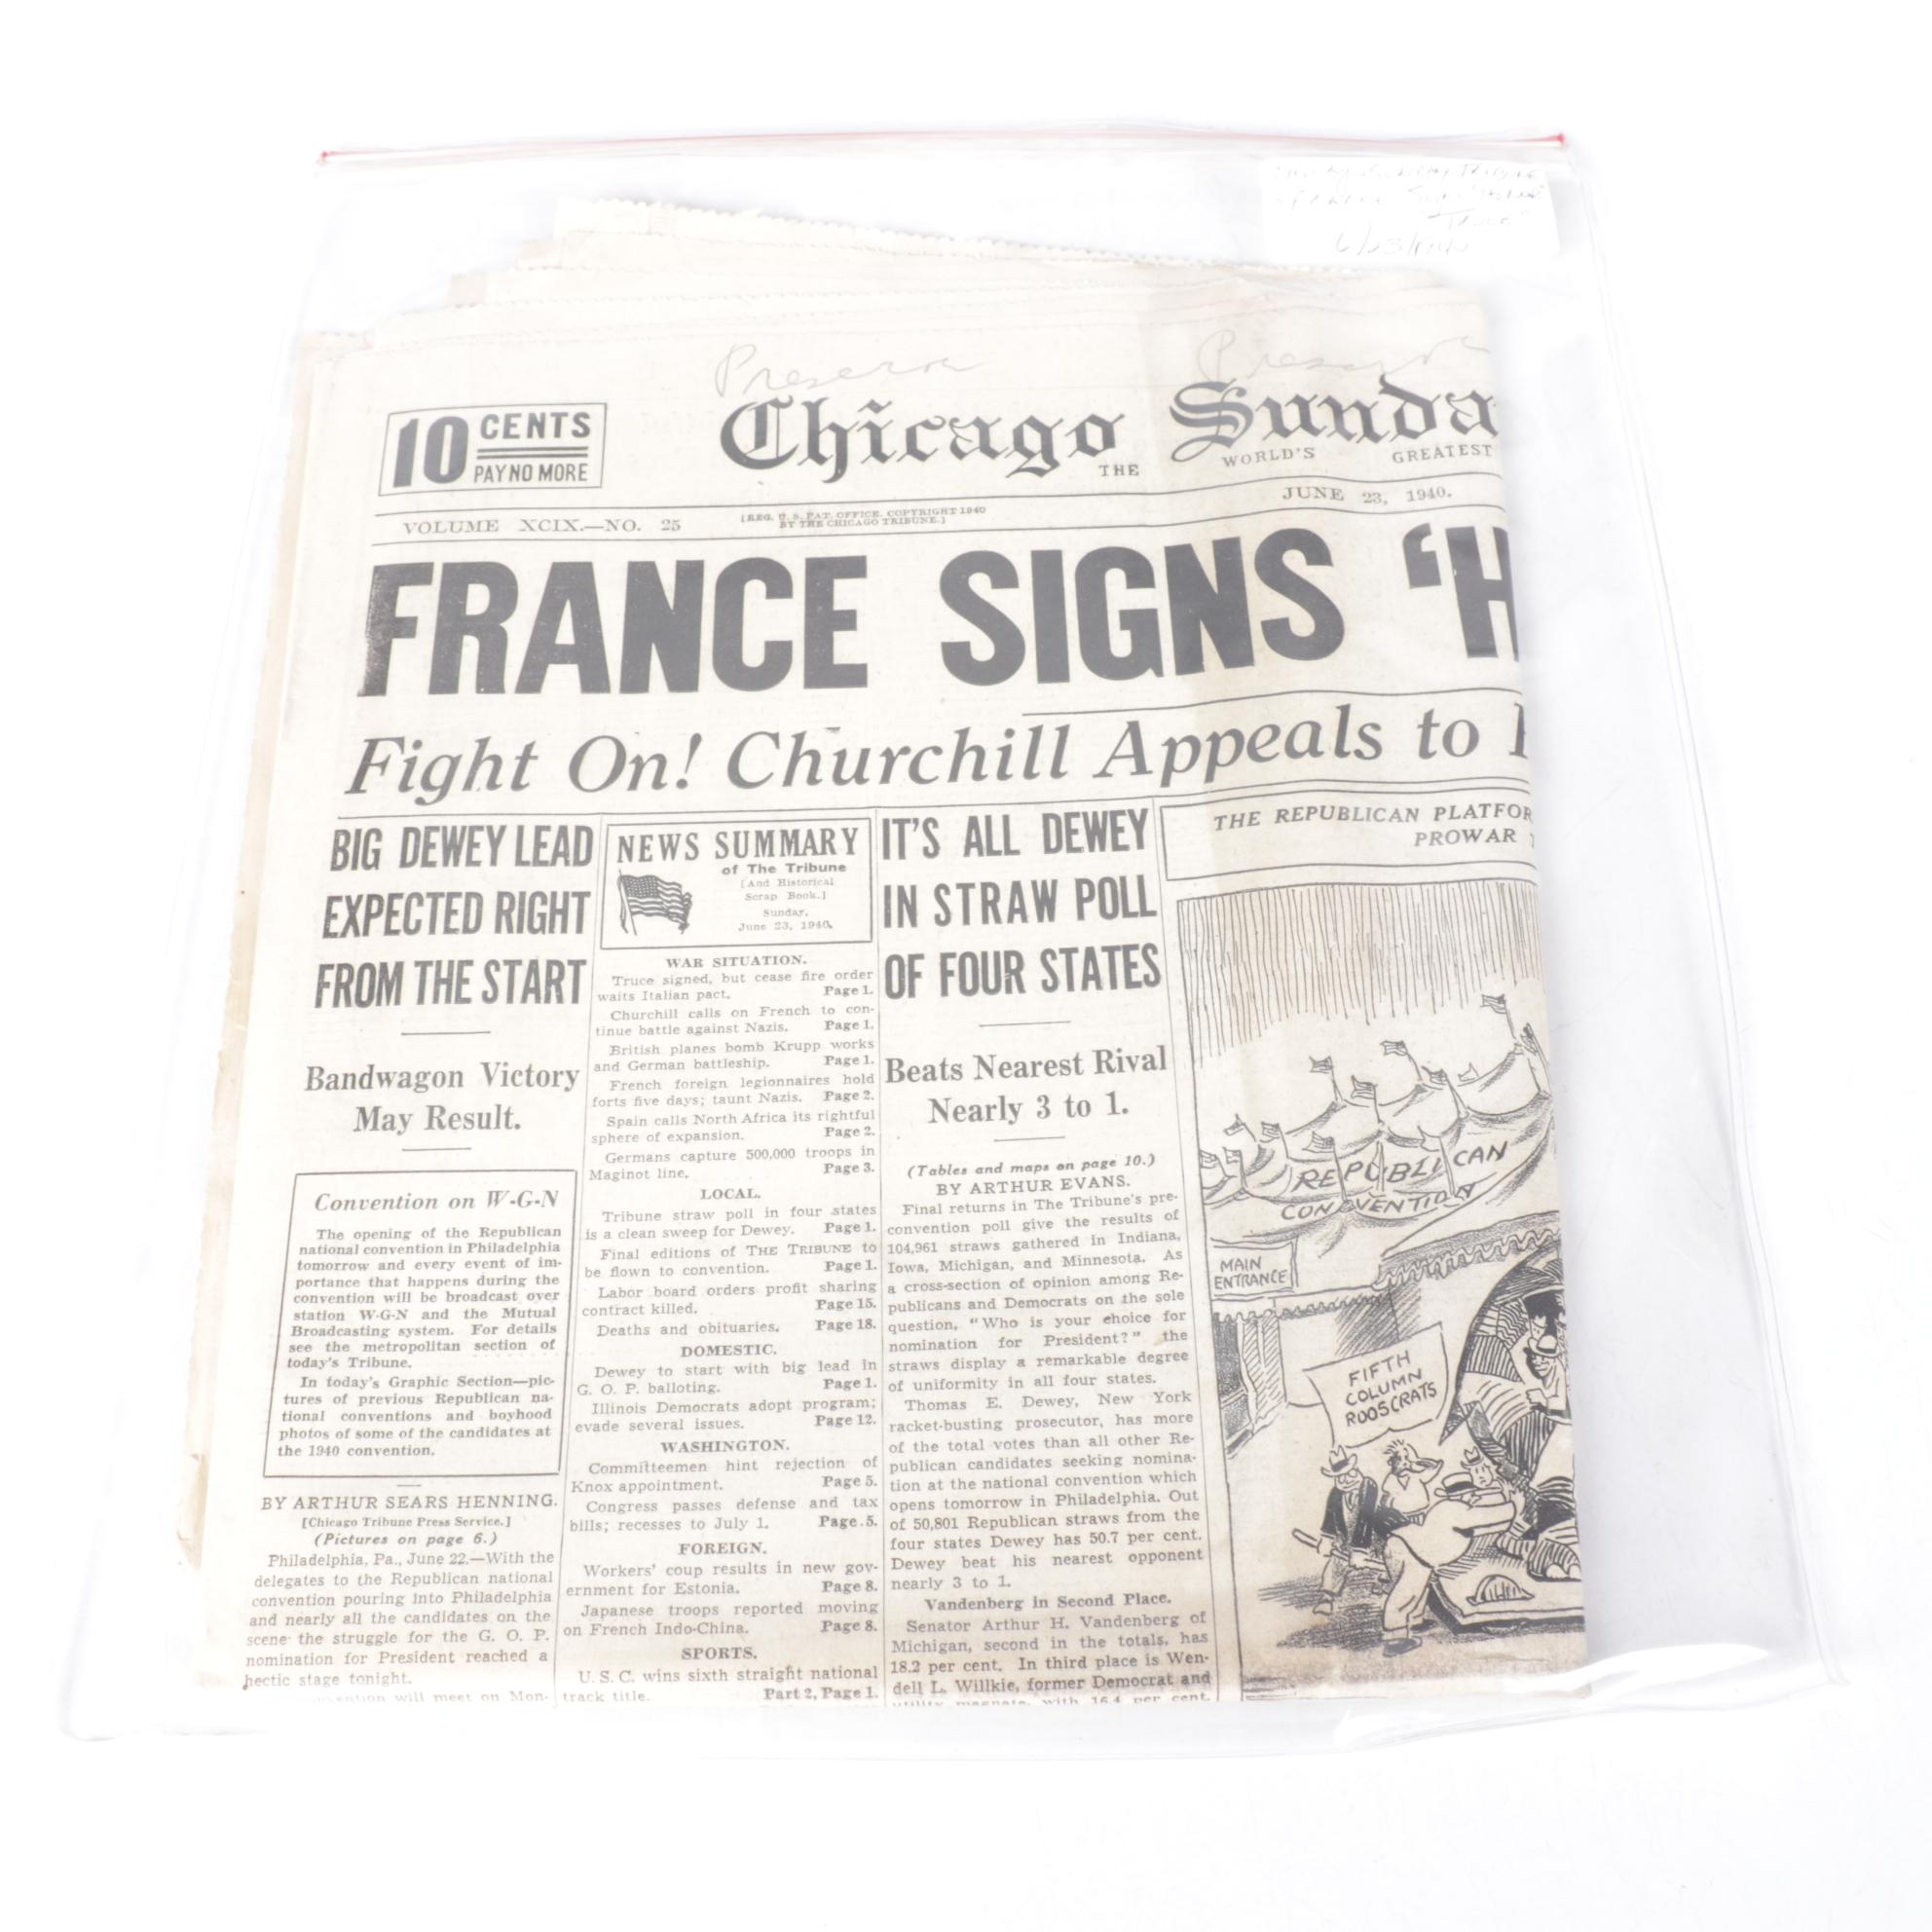 Preserve Preserve
10 CENTS
PAY NO MORE
Chicago Sunda
THE WORLD'S GREATEST
VOLUME XCIX.—NO. 25
[REG. U. S. PAT. OFFICE. COPYRIGHT 1940
BY THE CHICAGO TRIBUNE.]
JUNE 23, 1940.
FRANCE SIGNS 'H
Fight On! Churchill Appeals to
BIG DEWEY LEAD
EXPECTED RIGHT
FROM THE START
Bandwagon Victory
May Result.
Convention on W-G-N
The opening of the Republican
national convention in Philadelphia
tomorrow and every event of im-
portance that happens during the
convention will be broadcast over
station W-G-N and the Mutual
Broadcasting system. For details
see the metropolitan section of
today's Tribune.
In today's Graphic Section—pic-
tures of previous Republican na-
tional conventions and boyhood
photos of some of the candidates at
the 1940 convention.
BY ARTHUR SEARS HENNING.
[Chicago Tribune Press Service.]
(Pictures on page 6.)
Philadelphia, Pa., June 22.—With the
delegates to the Republican national
convention pouring into Philadelphia
and nearly all the candidates on the
scene the struggle for the G. O. P.
nomination for President reached a
hectic stage tonight.
will meet on Mon-
NEWS SUMMARY
of The Tribune
[And Historical
Scrap Book.]
Sunday,
June 23, 1940.
WAR SITUATION.
Truce signed, but cease fire order
waits Italian pact. Page 1.
Churchill calls on French to con-
tinue battle against Nazis. Page 1.
British planes bomb Krupp works
and German battleship. Page 1.
French foreign legionnaires hold
forts five days; taunt Nazis. Page 2.
Spain calls North Africa its rightful
sphere of expansion. Page 2.
Germans capture 500,000 troops in
Maginot line. Page 3.
LOCAL.
Tribune straw poll in four states
is a clean sweep for Dewey. Page 1.
Final editions of THE TRIBUNE to
be flown to convention. Page 1.
Labor board orders profit sharing
contract killed. Page 15.
Deaths and obituaries. Page 18.
DOMESTIC.
Dewey to start with big lead in
G. O. P. balloting. Page 1.
Illinois Democrats adopt program;
evade several issues. Page 12.
WASHINGTON.
Committeemen hint rejection of
Knox appointment. Page 5.
Congress passes defense and tax
bills; recesses to July 1. Page 5.
FOREIGN.
Workers' coup results in new gov-
ernment for Estonia. Page 8.
Japanese troops reported moving
on French Indo-China. Page 8.
SPORTS.
U. S. C. wins sixth straight national
track title. Part 2, Page 1.
IT'S ALL DEWEY
IN STRAW POLL
OF FOUR STATES
Beats Nearest Rival
Nearly 3 to 1.
(Tables and maps on page 10.)
BY ARTHUR EVANS.
Final returns in The Tribune's pre-
convention poll give the results of
104,961 straws gathered in Indiana,
Iowa, Michigan, and Minnesota. As
a cross-section of opinion among Re-
publicans and Democrats on the sole
question, "Who is your choice for
nomination for President?" the
straws display a remarkable degree
of uniformity in all four states.
Thomas E. Dewey, New York
racket-busting prosecutor, has more
of the total votes than all other Re-
publican candidates seeking nomina-
tion at the national convention which
opens tomorrow in Philadelphia. Out
of 50,801 Republican straws from the
four states Dewey has 50.7 per cent.
Dewey beat his nearest opponent
nearly 3 to 1.
Vandenberg in Second Place.
Senator Arthur H. Vandenberg of
Michigan, second in the totals, has
18.2 per cent. In third place is Wen-
dell L. Willkie, former Democrat and
utility magnate, with 16.4 per cent.
THE REPUBLICAN PLATFOR
PROWAR
REPUBLICAN
CONVENTION
MAIN
ENTRANCE
FIFTH
COLUMN
ROOSCRATS